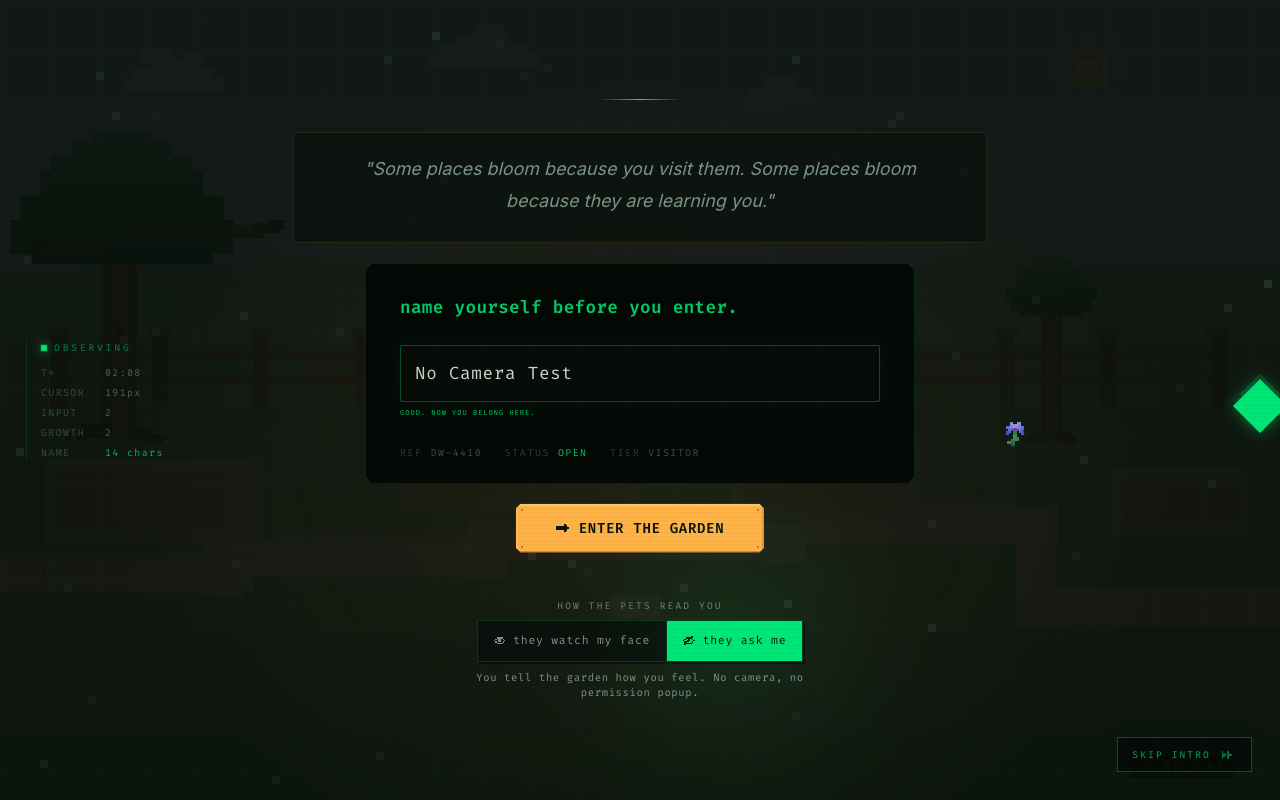 "Some places bloom because you visit them. Some places bloom
because they are learning you."
name yourself before you enter.
No Camera Test
GOOD. NOW YOU BELONG HERE.
REF DW-4410 · STATUS OPEN · TIER VISITOR
OBSERVING
T+ 02:08
CURSOR 191px
INPUT 2
GROWTH 2
NAME 14 chars
ENTER THE GARDEN
HOW THE PETS READ YOU
they watch my face
they ask me
You tell the garden how you feel. No camera, no
permission popup.
SKIP INTRO